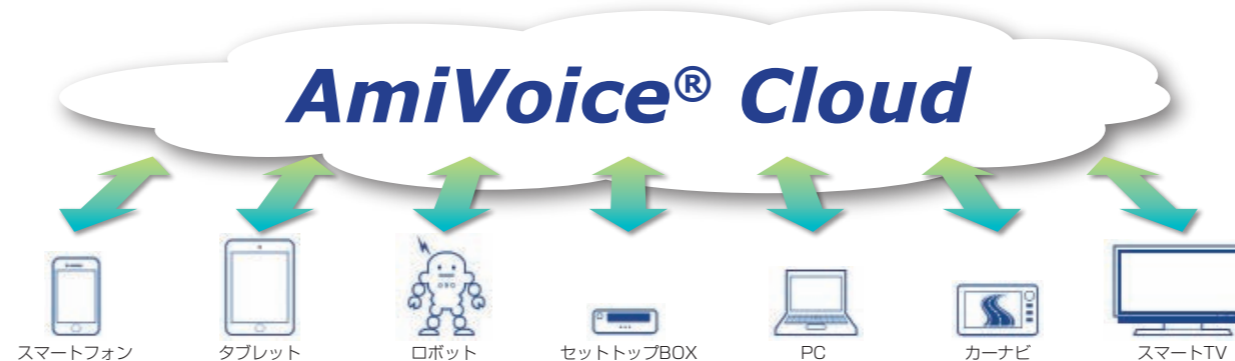 AmiVoice® Cloud
スマートフォン
タブレット
ロボット
セットトップBOX
PC
カーナビ
スマートTV